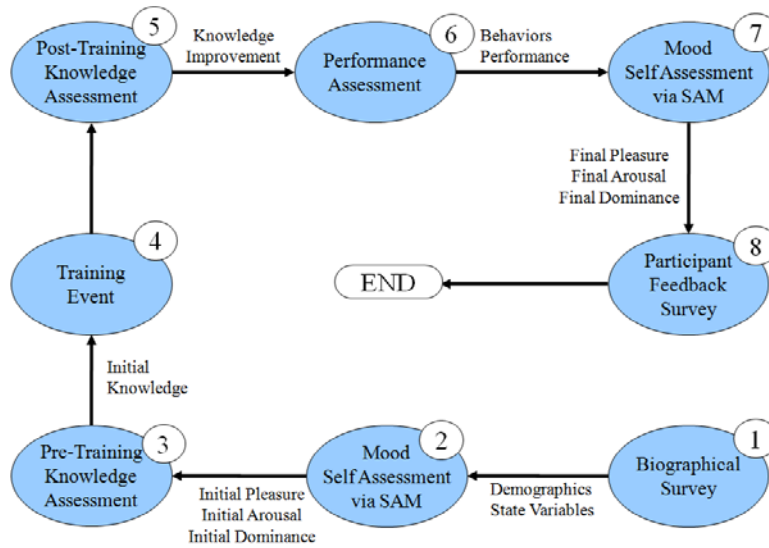 5
Post-Training
Knowledge
Assessment
Knowledge
Improvement
6
Performance
Assessment
Behaviors
Performance
7
Mood
Self Assessment
via SAM
Final Pleasure
Final Arousal
Final Dominance
4
Training
Event
END
8
Participant
Feedback
Survey
Initial
Knowledge
3
Pre-Training
Knowledge
Assessment
Initial Pleasure
Initial Arousal
Initial Dominance
2
Mood
Self Assessment
via SAM
Demographics
State Variables
1
Biographical
Survey